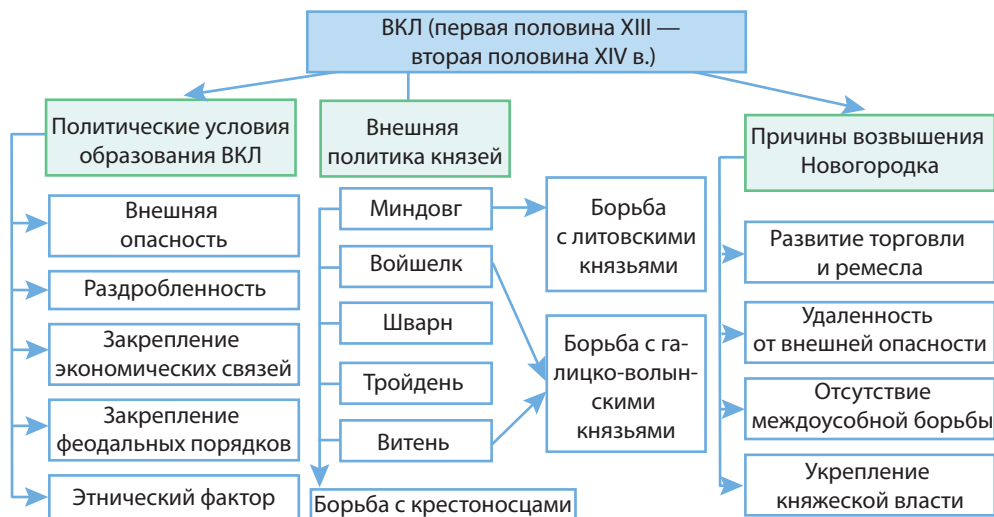 ВКЛ (первая половина XIII —
вторая половина XIV в.)
Политические условия
образования ВКЛ
Внешняя
опасность
Раздробленность
Закрепление
экономических связей
Закрепление
феодальных порядков
Этнический фактор
Внешняя
политика князей
Миндовг
Войшелк
Шварн
Тройдень
Витень
Борьба с крестоносцами
Борьба
с литовскими
князьями
Борьба с га-
лицко-волын-
скими
князьями
Причины возвышения
Новогородка
Развитие торговли
и ремесла
Удаленность
от внешней опасности
Отсутствие
междоусобной борьбы
Укрепление
княжеской власти